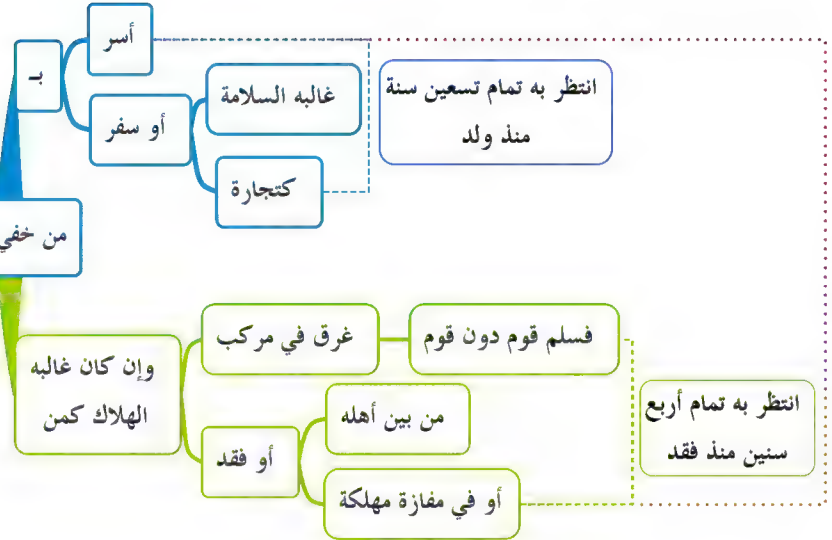 من خفي
بـ
أسر
أو سفر
غالبه السلامة
كتجارة
انتظر به تمام تسعين سنة
منذ ولد
وإن كان غالبه
الهلاك كمن
غرق في مركب
فسلم قوم دون قوم
أو فقد
من بين أهله
أو في مفازة مهلكة
انتظر به تمام أربع
سنين منذ فقد